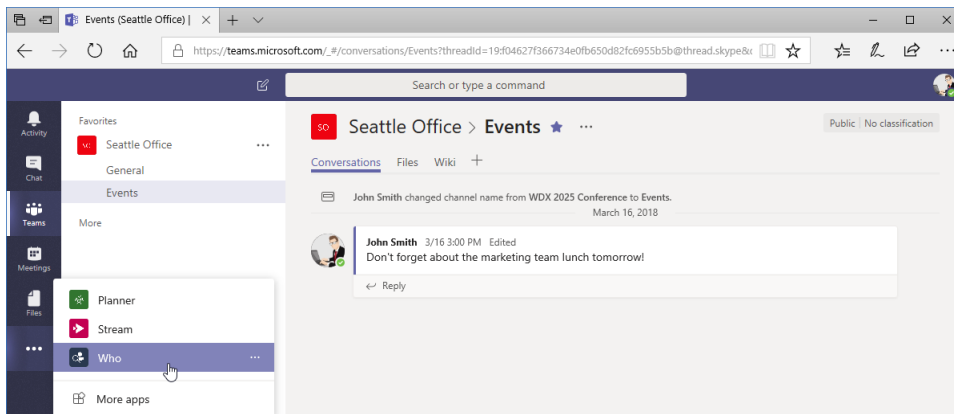 Events (Seattle Office) |
https://teams.microsoft.com/_#/conversations/Events?threadId=19:f04627f366734e0fb650d82fc6955b5b@thread.skype&c
Search or type a command
Activity
Chat
Teams
Meetings
Files
Favorites
SO Seattle Office
General
Events
More
Planner
Stream
Who
More apps
SO Seattle Office > Events
Public No classification
Conversations Files Wiki
John Smith changed channel name from WDX 2025 Conference to Events.
March 16, 2018
John Smith 3/16 3:00 PM Edited
Don't forget about the marketing team lunch tomorrow!
Reply